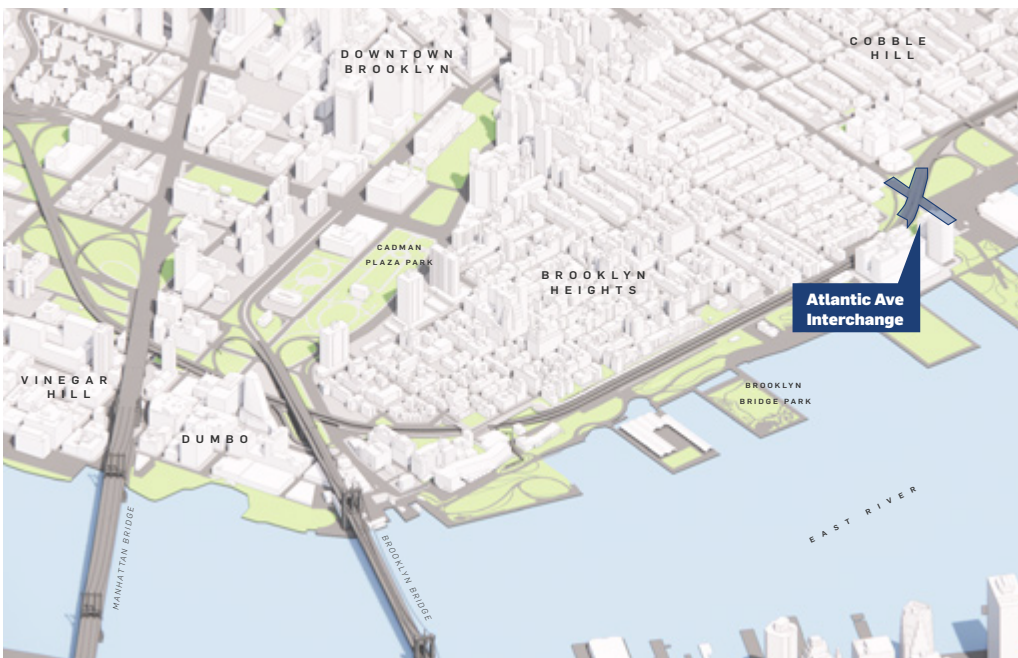 COBBLE
HILL
DOWNTOWN
BROOKLYN
CADMAN
PLAZA PARK
BROOKLYN
HEIGHTS
Atlantic Ave
Interchange
VINEGAR
HILL
BROOKLYN
BRIDGE PARK
DUMBO
EAST RIVER
MANHATTAN BRIDGE
BROOKLYN BRIDGE